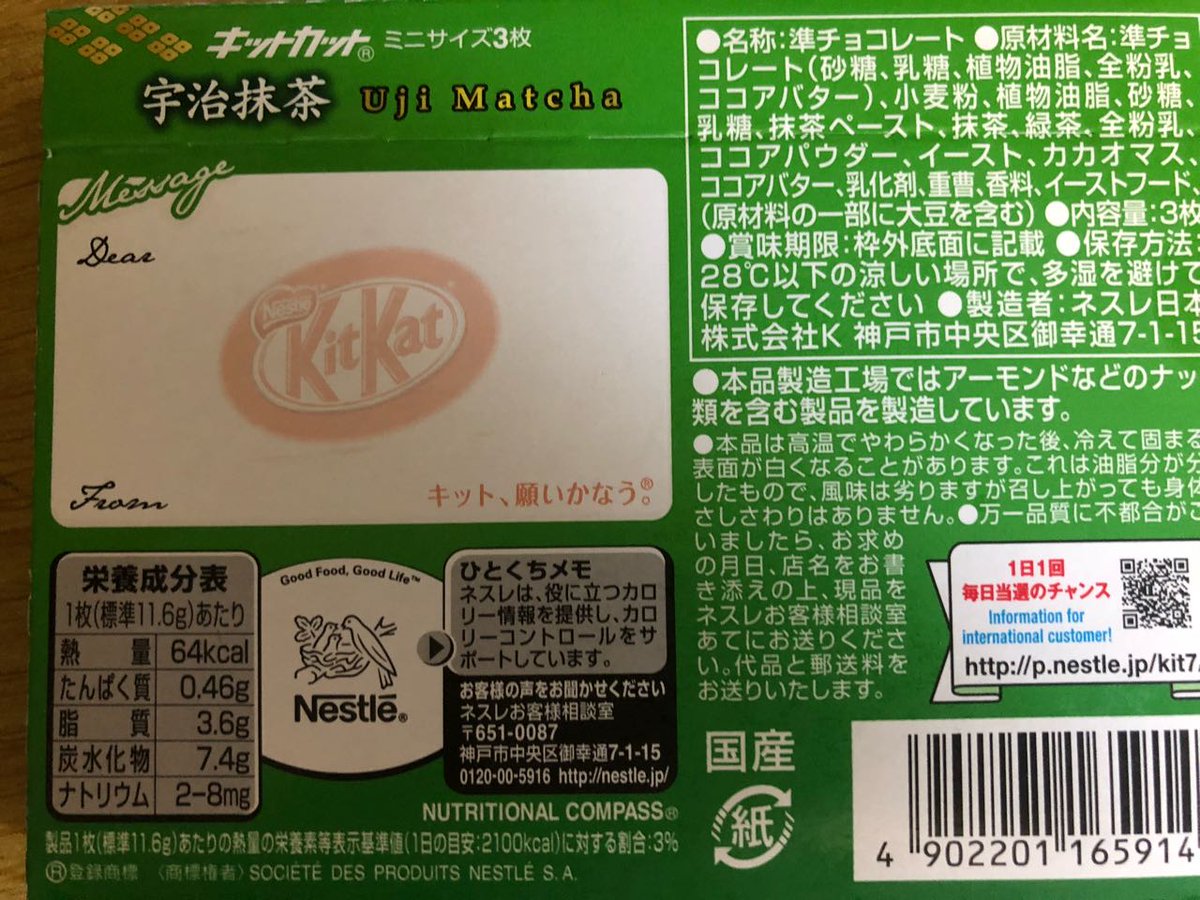 キットカット® ミニサイズ3枚
宇治抹茶 Uji Matcha
Message
Dear
Nestlé
KitKat
From
キット、願いかなう。®
●名称:準チョコレート ●原材料名:準チョ
コレート(砂糖、乳糖、植物油脂、全粉乳、
ココアバター)、小麦粉、植物油脂、砂糖、
乳糖、抹茶ペースト、抹茶、緑茶、全粉乳、
ココアパウダー、イースト、カカオマス、
ココアバター、乳化剤、重曹、香料、イーストフード、
(原材料の一部に大豆を含む) ●内容量:3枚
●賞味期限:枠外底面に記載 ●保存方法:
28℃以下の涼しい場所で、多湿を避けて
保存してください ●製造者:ネスレ日本
株式会社K 神戸市中央区御幸通7-1-15
●本品製造工場ではアーモンドなどのナッ
類を含む製品を製造しています。
●本品は高温でやわらかくなった後、冷えて固まる
表面が白くなることがあります。これは油脂分が分
したもので、風味は劣りますが召し上がっても身体
さしさわりはありません。●万一品質に不都合がご
いましたら、お求め
の月日、店名をお書
き添えの上、現品を
ネスレお客様相談室
あてにお送りくださ
い。代品と郵送料を
お送りいたします。
1日1回
毎日当選のチャンス
Information for
international customer!
http://p.nestle.jp/kit7
栄養成分表
1枚(標準11.6g)あたり
熱量 64kcal
たんぱく質 0.46g
脂質 3.6g
炭水化物 7.4g
ナトリウム 2-8mg
Good Food, Good Life™
Nestlé®
ひとくちメモ
ネスレは、役に立つカロ
リー情報を提供し、カロ
リーコントロールをサ
ポートしています。
お客様の声をお聞かせください
ネスレお客様相談室
〒651-0087
神戸市中央区御幸通7-1-15
0120-00-5916 http://nestle.jp/
NUTRITIONAL COMPASS®
製品1枚(標準11.6g)あたりの熱量の栄養素等表示基準値(1日の目安:2100kcal)に対する割合:3%
®登録商標 〈商標権者〉SOCIÉTÉ DES PRODUITS NESTLÉ S.A.
国産
紙
4 902201 165914